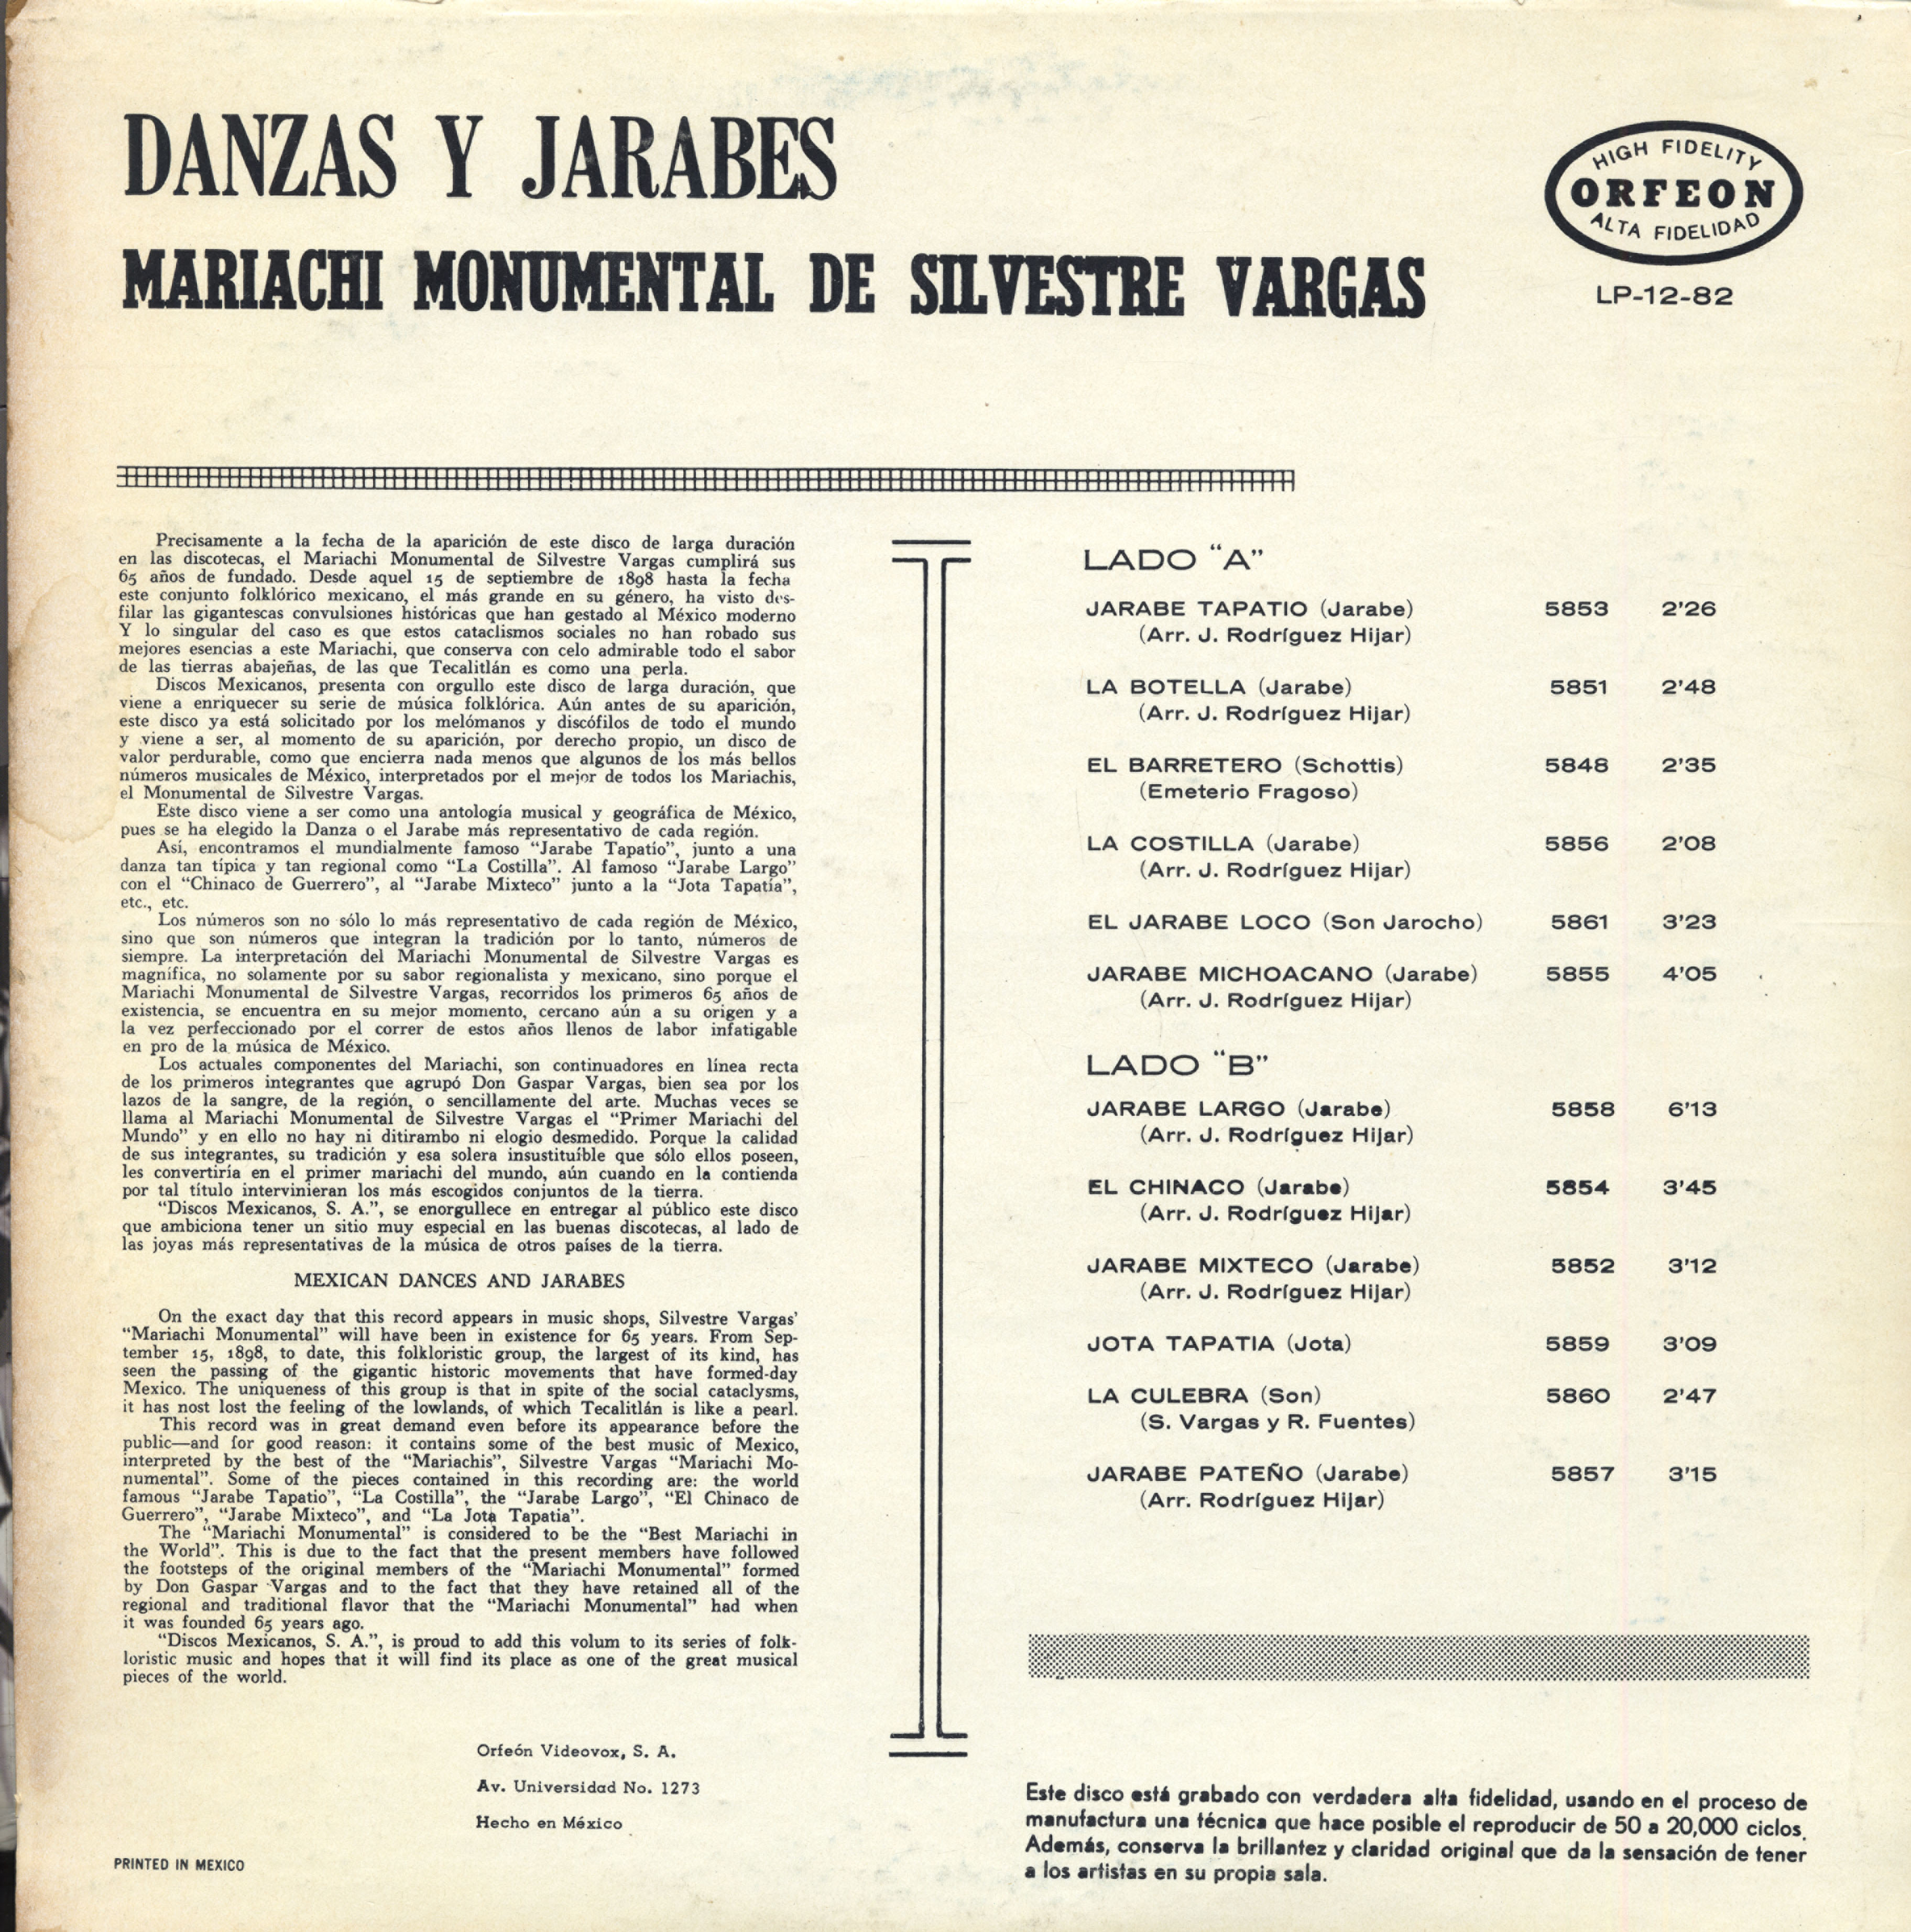 DANZAS Y JARABES
MARIACHI MONUMENTAL DE SILVESTRE VARGAS
HIGH FIDELITY
ORFEON
ALTA FIDELIDAD
LP-12-82
Precisamente a la fecha de la aparición de este disco de larga duración
en las discotecas, el Mariachi Monumental de Silvestre Vargas cumplirá sus
65 años de fundado. Desde aquel 15 de septiembre de 1898 hasta la fecha
este conjunto folklórico mexicano, el más grande en su género, ha visto des-
filar las gigantescas convulsiones históricas que han gestado al México moderno
Y lo singular del caso es que estos cataclismos sociales no han robado sus
mejores esencias a este Mariachi, que conserva con celo admirable todo el sabor
de las tierras abajeñas, de las que Tecalitlán es como una perla.
Discos Mexicanos, presenta con orgullo este disco de larga duración, que
viene a enriquecer su serie de música folklórica. Aún antes de su aparición,
este disco ya está solicitado por los melómanos y discófilos de todo el mundo
y viene a ser, al momento de su aparición, por derecho propio, un disco de
valor perdurable, como que encierra nada menos que algunos de los más bellos
números musicales de México, interpretados por el mejor de todos los Mariachis,
el Monumental de Silvestre Vargas.
Este disco viene a ser como una antología musical y geográfica de México,
pues se ha elegido la Danza o el Jarabe más representativo de cada región.
Así, encontramos el mundialmente famoso “Jarabe Tapatío”, junto a una
danza tan típica y tan regional como “La Costilla”. Al famoso “Jarabe Largo”
con el “Chinaco de Guerrero”, al “Jarabe Mixteco” junto a la “Jota Tapatía”,
etc., etc.
Los números son no sólo lo más representativo de cada región de México,
sino que son números que integran la tradición por lo tanto, números de
siempre. La interpretación del Mariachi Monumental de Silvestre Vargas es
magnífica, no solamente por su sabor regionalista y mexicano, sino porque el
Mariachi Monumental de Silvestre Vargas, recorridos los primeros 65 años de
existencia, se encuentra en su mejor momento, cercano aún a su origen y a
la vez perfeccionado por el correr de estos años llenos de labor infatigable
en pro de la música de México.
Los actuales componentes del Mariachi, son continuadores en línea recta
de los primeros integrantes que agrupó Don Gaspar Vargas, bien sea por los
lazos de la sangre, de la región, o sencillamente del arte. Muchas veces se
llama al Mariachi Monumental de Silvestre Vargas el “Primer Mariachi del
Mundo” y en ello no hay ni ditirambo ni elogio desmedido. Porque la calidad
de sus integrantes, su tradición y esa solera insustituíble que sólo ellos poseen,
les convertiría en el primer mariachi del mundo, aún cuando en la contienda
por tal título intervinieran los más escogidos conjuntos de la tierra.
“Discos Mexicanos, S. A.”, se enorgullece en entregar al público este disco
que ambiciona tener un sitio muy especial en las buenas discotecas, al lado de
las joyas más representativas de la música de otros países de la tierra.
MEXICAN DANCES AND JARABES
On the exact day that this record appears in music shops, Silvestre Vargas’
“Mariachi Monumental” will have been in existence for 65 years. From Sep-
tember 15, 1898, to date, this folkloristic group, the largest of its kind, has
seen the passing of the gigantic historic movements that have formed-day
Mexico. The uniqueness of this group is that in spite of the social cataclysms,
it has nost lost the feeling of the lowlands, of which Tecalitlán is like a pearl.
This record was in great demand even before its appearance before the
public—and for good reason: it contains some of the best music of Mexico,
interpreted by the best of the “Mariachis”, Silvestre Vargas “Mariachi Mo-
numental”. Some of the pieces contained in this recording are: the world
famous “Jarabe Tapatio”, “La Costilla”, the “Jarabe Largo”, “El Chinaco de
Guerrero”, “Jarabe Mixteco”, and “La Jota Tapatia”.
The “Mariachi Monumental” is considered to be the “Best Mariachi in
the World”. This is due to the fact that the present members have followed
the footsteps of the original members of the “Mariachi Monumental” formed
by Don Gaspar Vargas and to the fact that they have retained all of the
regional and traditional flavor that the “Mariachi Monumental” had when
it was founded 65 years ago.
“Discos Mexicanos, S. A.”, is proud to add this volum to its series of folk-
loristic music and hopes that it will find its place as one of the great musical
pieces of the world.
Orfeón Videovox, S. A.
Av. Universidad No. 1273
Hecho en México
PRINTED IN MEXICO
LADO “A”
JARABE TAPATIO (Jarabe) 5853 2’26
(Arr. J. Rodríguez Hijar)
LA BOTELLA (Jarabe) 5851 2’48
(Arr. J. Rodríguez Hijar)
EL BARRETERO (Schottis) 5848 2’35
(Emeterio Fragoso)
LA COSTILLA (Jarabe) 5856 2’08
(Arr. J. Rodríguez Hijar)
EL JARABE LOCO (Son Jarocho) 5861 3’23
JARABE MICHOACANO (Jarabe) 5855 4’05
(Arr. J. Rodríguez Hijar)
LADO “B”
JARABE LARGO (Jarabe) 5858 6’13
(Arr. J. Rodríguez Hijar)
EL CHINACO (Jarabe) 5854 3’45
(Arr. J. Rodríguez Hijar)
JARABE MIXTECO (Jarabe) 5852 3’12
(Arr. J. Rodríguez Hijar)
JOTA TAPATIA (Jota) 5859 3’09
LA CULEBRA (Son) 5860 2’47
(S. Vargas y R. Fuentes)
JARABE PATEÑO (Jarabe) 5857 3’15
(Arr. Rodríguez Hijar)
Este disco está grabado con verdadera alta fidelidad, usando en el proceso de
manufactura una técnica que hace posible el reproducir de 50 a 20,000 ciclos.
Además, conserva la brillantez y claridad original que da la sensación de tener
a los artistas en su propia sala.